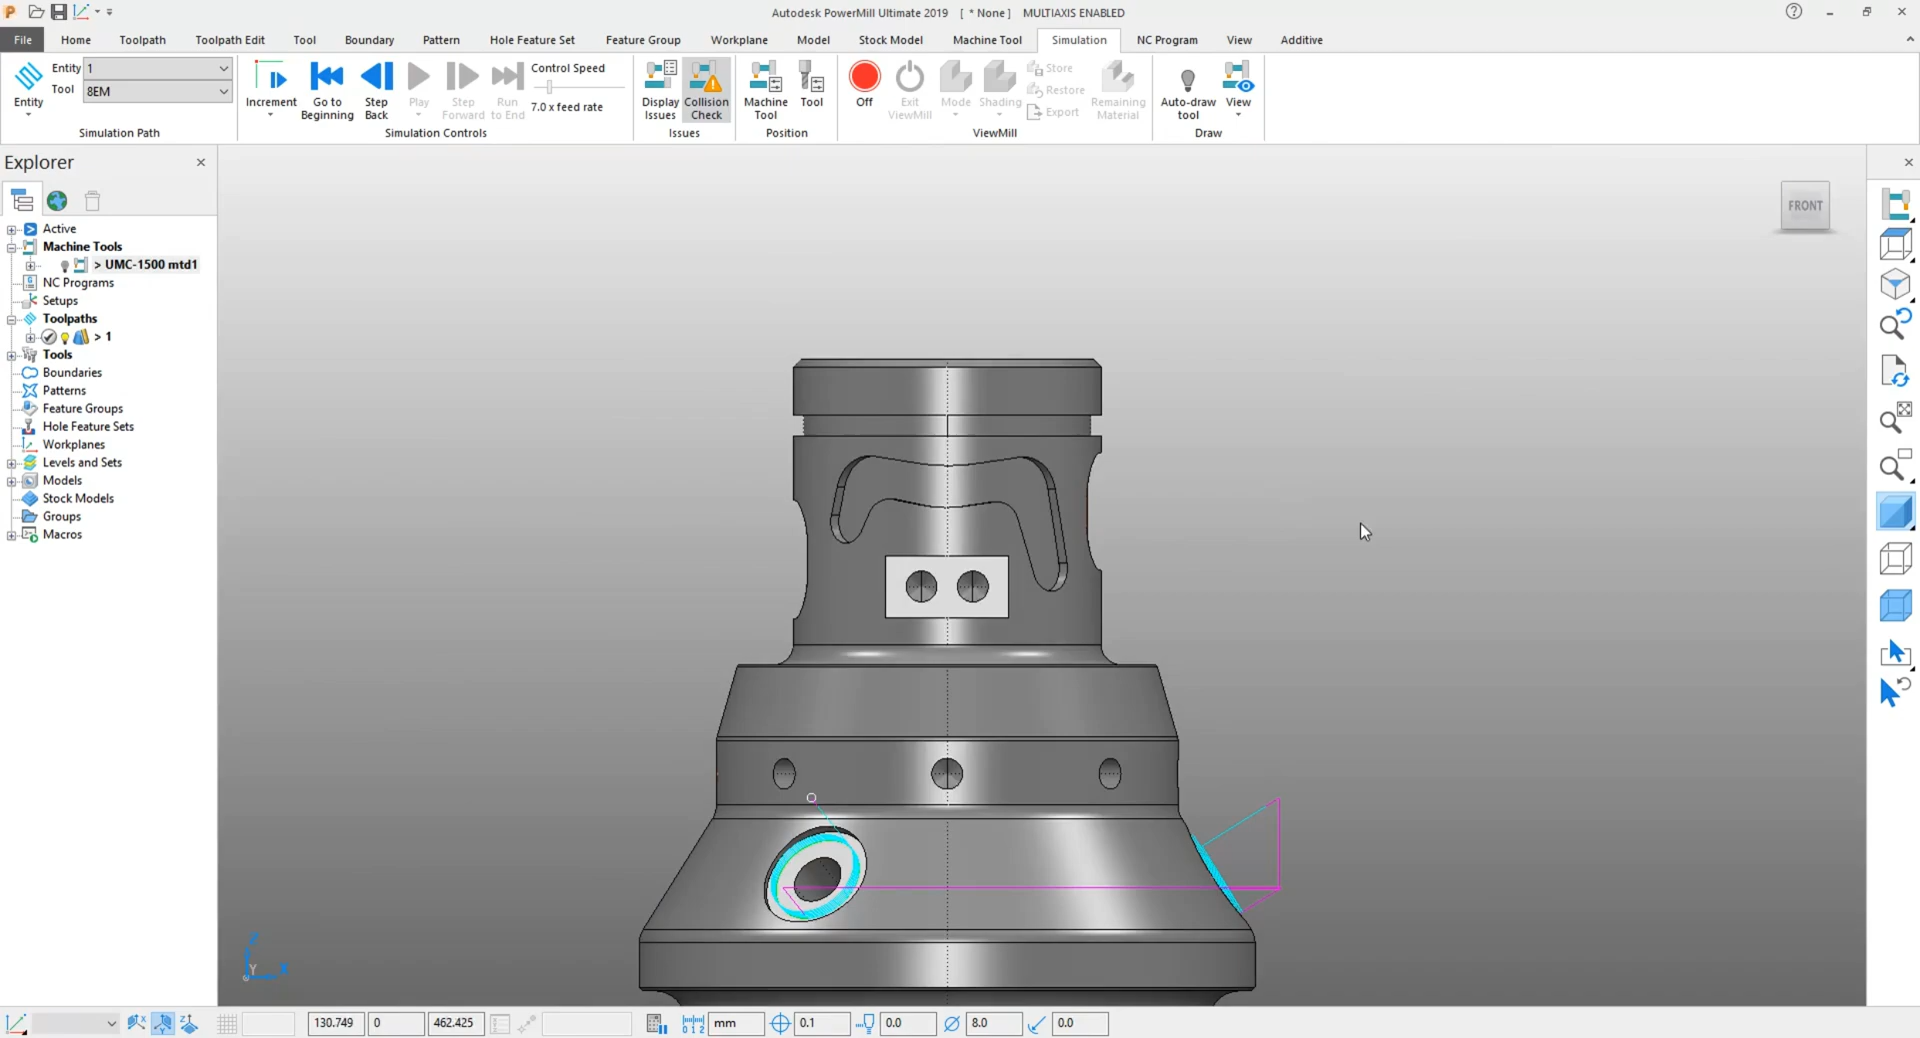 Autodesk PowerMill Ultimate 2019 [ * None ] MULTIAXIS ENABLED
File Home Toolpath Toolpath Edit Tool Boundary Pattern Hole Feature Set Feature Group Workplane Model Stock Model Machine Tool Simulation NC Program View Additive
Entity
Entity 1
Tool 8EM
Simulation Path
Increment
Go to Beginning
Step Back
Play
Step Forward
Run to End
Control Speed
7.0 x feed rate
Simulation Controls
Display Issues
Collision Check
Issues
Machine Tool
Tool
Position
Off
Exit ViewMill
Mode
Shading
Store
Restore
Export
Remaining Material
ViewMill
Auto-draw tool
View
Draw
Explorer
Active
Machine Tools
> UMC-1500 mtd1
NC Programs
Setups
Toolpaths
> 1
Tools
Boundaries
Patterns
Feature Groups
Hole Feature Sets
Workplanes
Levels and Sets
Models
Stock Models
Groups
Macros
FRONT
Z
Y
X
130.749 0 462.425 mm 0.1 0.0 8.0 0.0